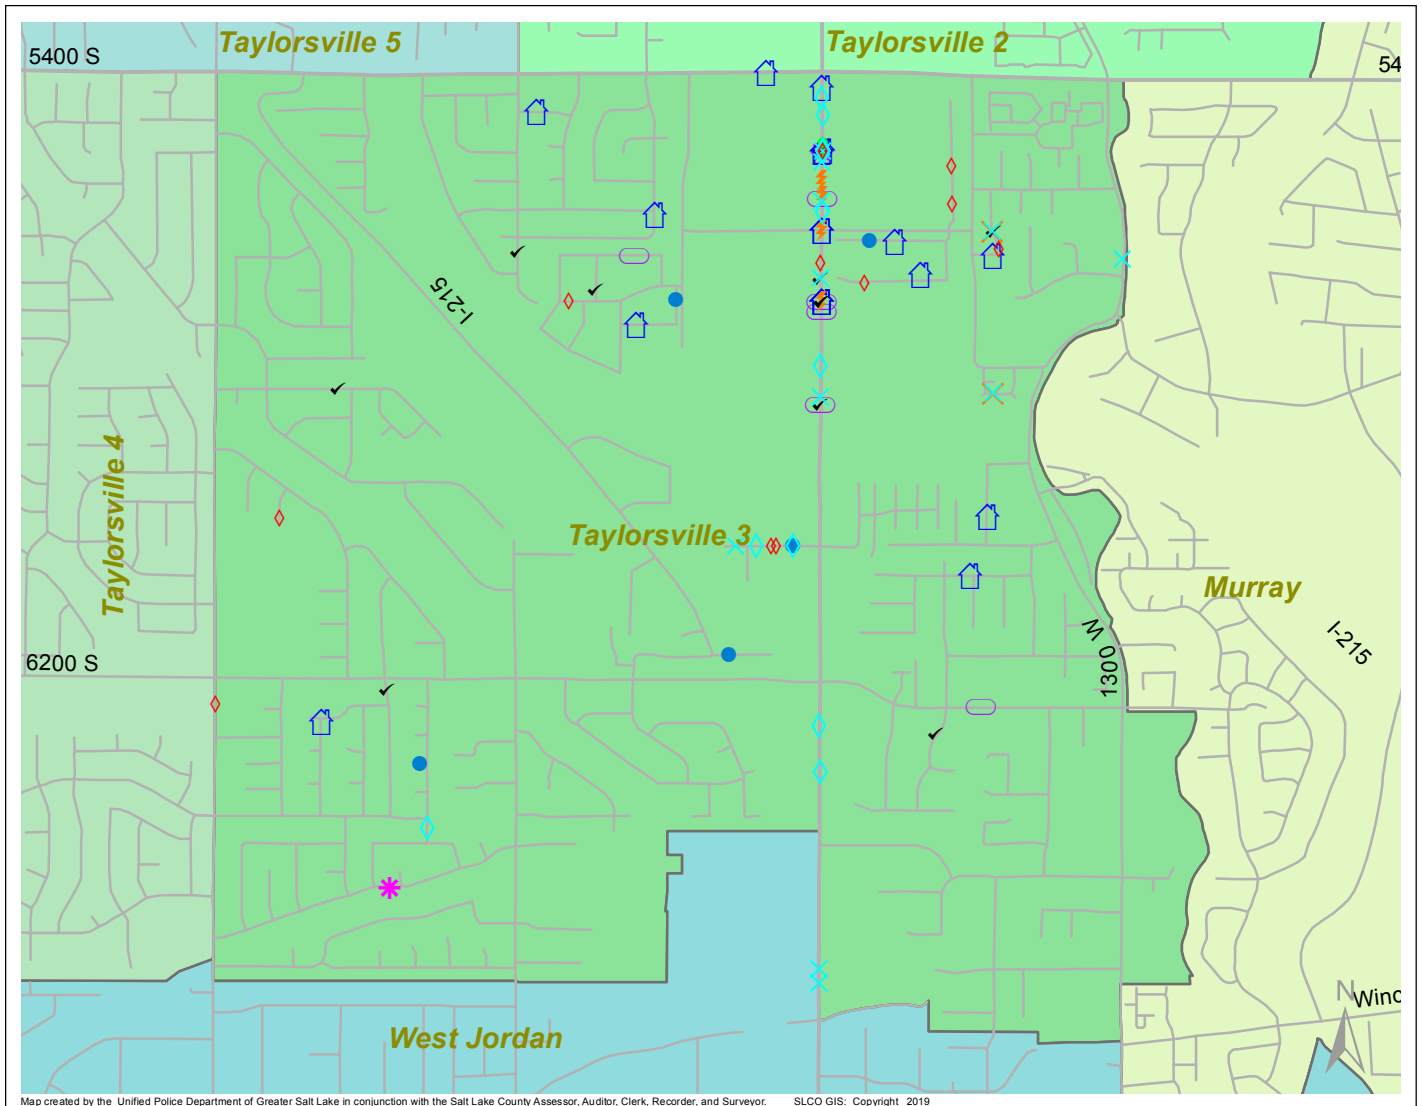 Taylorsville 5
Taylorsville 2
5400 S
54
I-215
Taylorsville 4
Taylorsville 3
Murray
6200 S
1300 W
I-215
N
Winc
West Jordan
Map created by the Unified Police Department of Greater Salt Lake in conjunction with the Salt Lake County Assessor, Auditor, Clerk, Recorder, and Surveyor. SLCO GIS: Copyright 2019